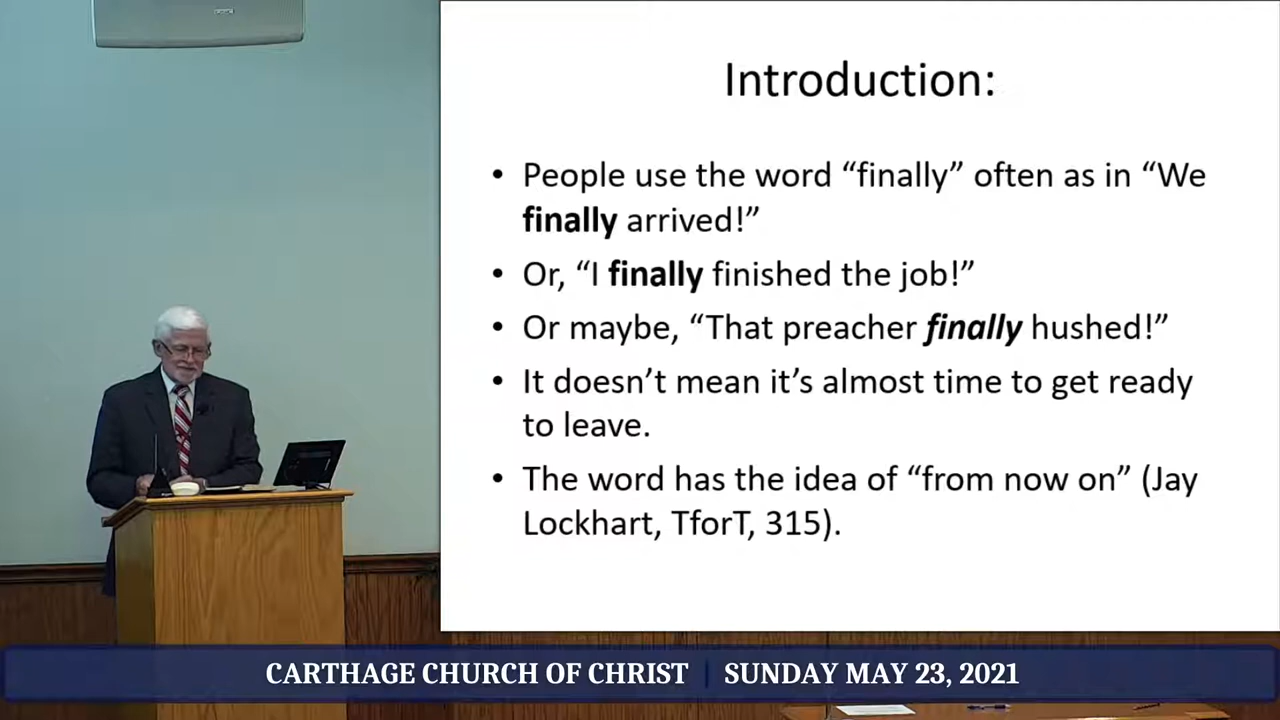 Introduction:
• People use the word “finally” often as in “We
finally arrived!”
• Or, “I finally finished the job!”
• Or maybe, “That preacher finally hushed!”
• It doesn’t mean it’s almost time to get ready
to leave.
• The word has the idea of “from now on” (Jay
Lockhart, TforT, 315).
CARTHAGE CHURCH OF CHRIST | SUNDAY MAY 23, 2021